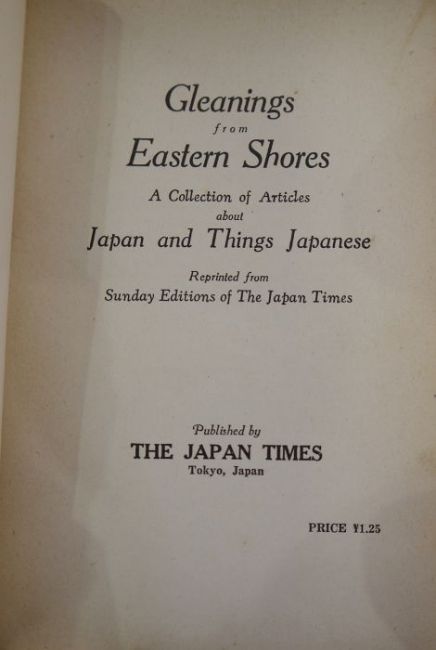 Gleanings
from
Eastern Shores
A Collection of Articles
about
Japan and Things Japanese
Reprinted from
Sunday Editions of The Japan Times
Published by
THE JAPAN TIMES
Tokyo, Japan
PRICE ¥1.25